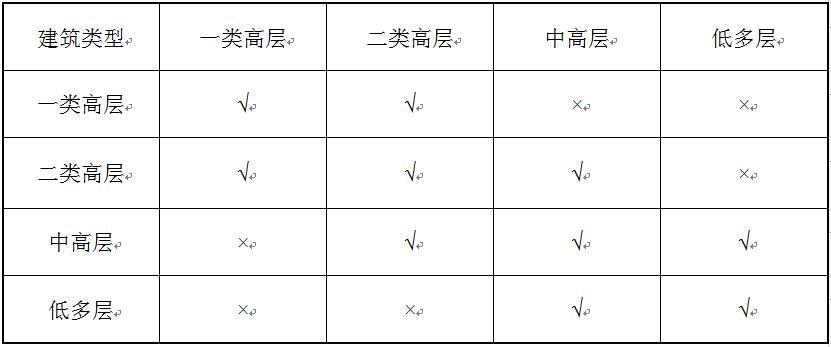 建筑类型 一类高层 二类高层 中高层 低多层
一类高层 √ √ × ×
二类高层 √ √ √ ×
中高层 × √ √ √
低多层 × × √ √